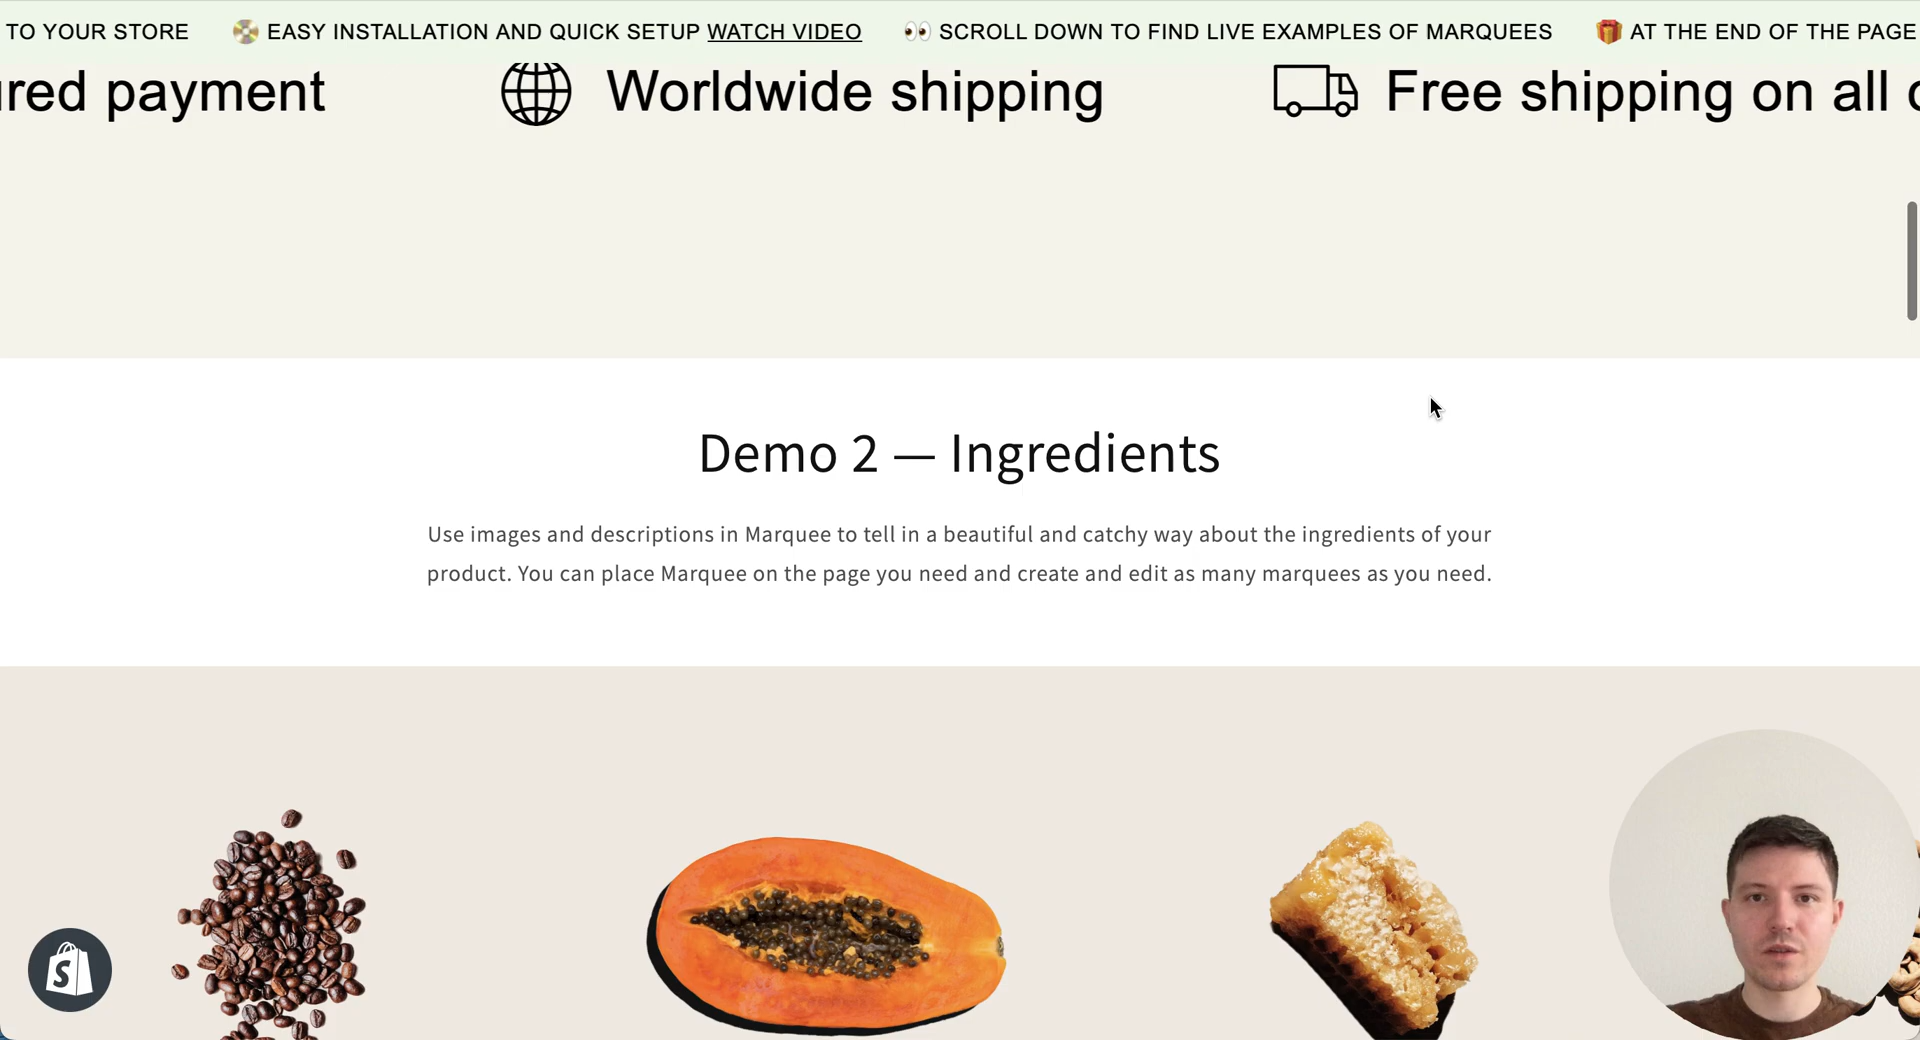 TO YOUR STORE 💿 EASY INSTALLATION AND QUICK SETUP WATCH VIDEO 👀 SCROLL DOWN TO FIND LIVE EXAMPLES OF MARQUEES 🎁 AT THE END OF THE PAGE
red payment Worldwide shipping Free shipping on all
Demo 2 — Ingredients
Use images and descriptions in Marquee to tell in a beautiful and catchy way about the ingredients of your
product. You can place Marquee on the page you need and create and edit as many marquees as you need.
S